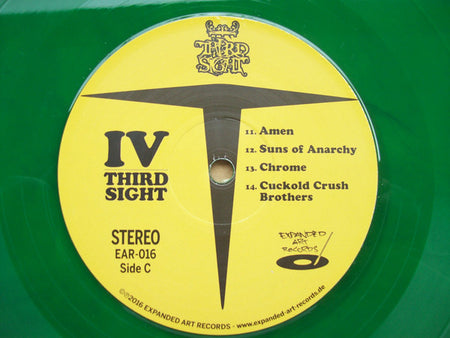 THIRD
SIGHT
IV
THIRD
SIGHT
11. Amen
12. Suns of Anarchy
13. Chrome
14. Cuckold Crush
Brothers
STEREO
EAR-016
Side C
EXPANDED
ART
RECORDS
©℗2016 EXPANDED ART RECORDS - www.expanded-art-records.de